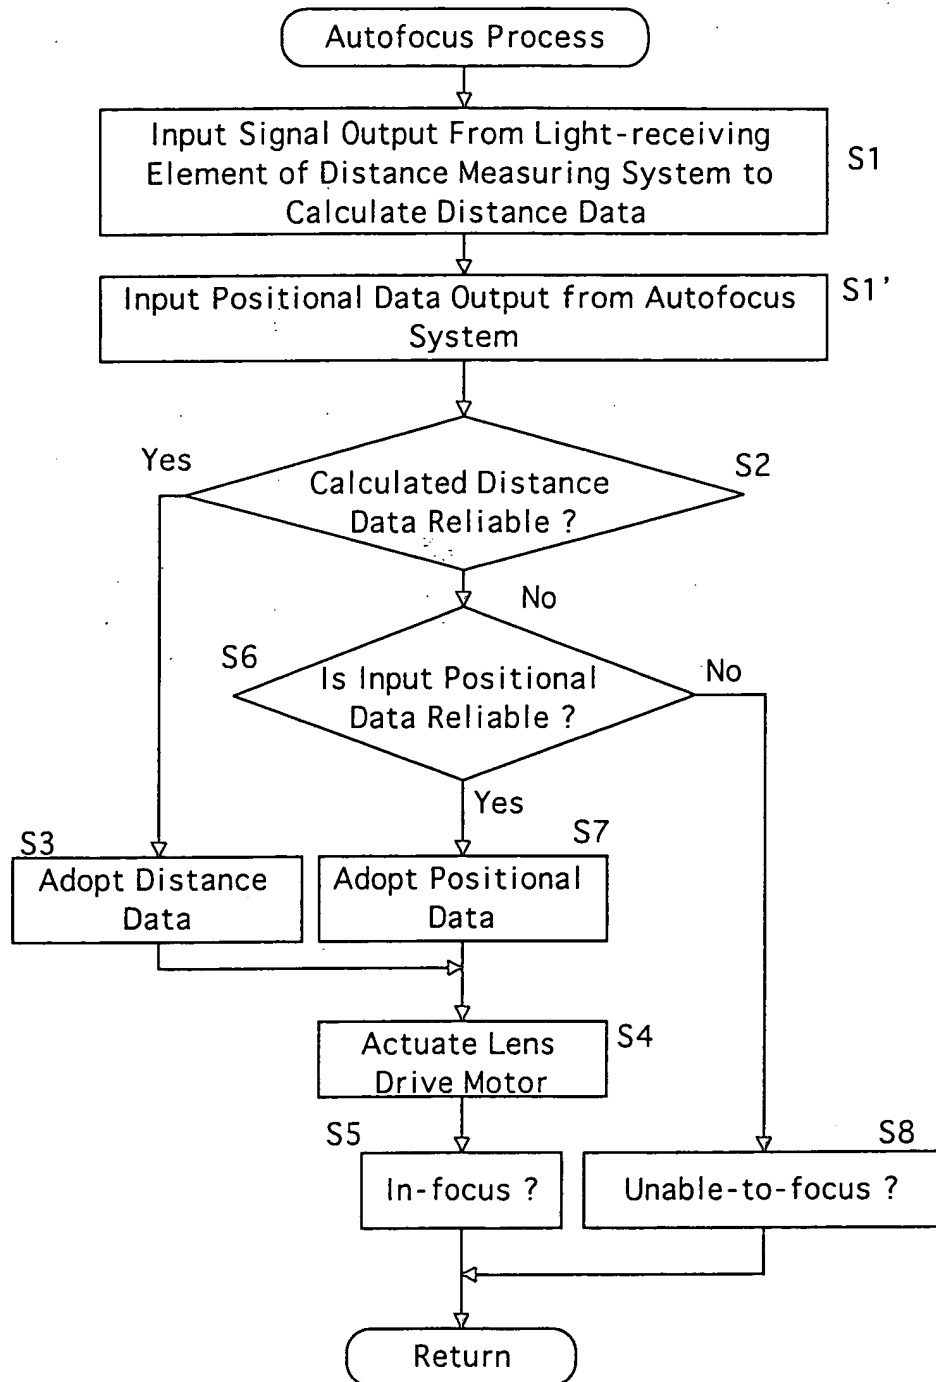 Autofocus Process
Input Signal Output From Light-receiving
Element of Distance Measuring System to
Calculate Distance Data
S1
Input Positional Data Output from Autofocus
System
S1'
Yes
S2
Calculated Distance
Data Reliable ?
No
S6
Is Input Positional
Data Reliable ?
No
Yes
S3
Adopt Distance
Data
S7
Adopt Positional
Data
Actuate Lens
Drive Motor
S4
S5
In-focus ?
S8
Unable-to-focus ?
Return